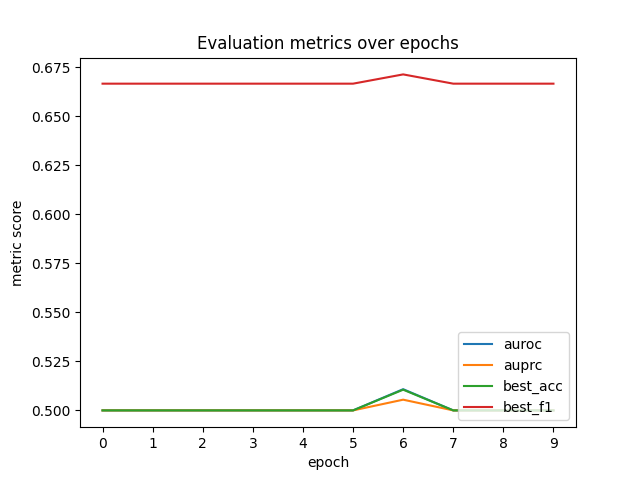 Evaluation metrics over epochs
0.675
0.650
0.625
0.600
0.575
0.550
0.525
0.500
metric score
auroc
auprc
best_acc
best_f1
0 1 2 3 4 5 6 7 8 9
epoch